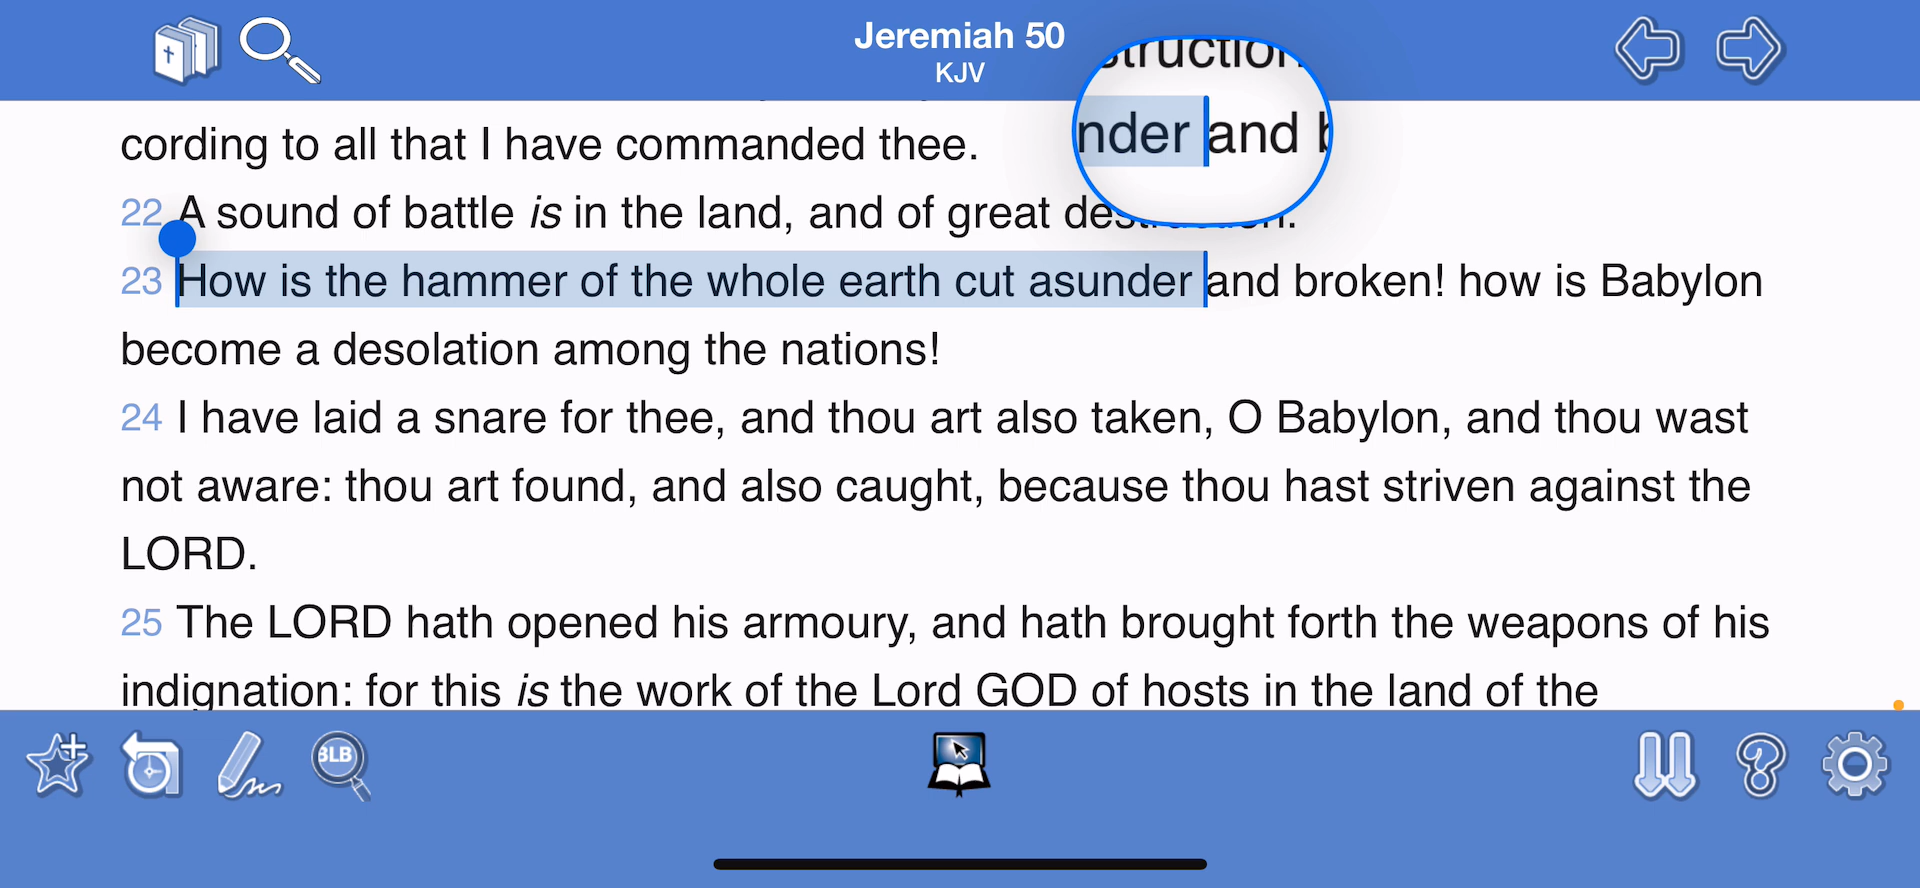 Jeremiah 50
KJV
struction
nder and b
cording to all that I have commanded thee.
22 A sound of battle is in the land, and of great des
23 How is the hammer of the whole earth cut asunder and broken! how is Babylon
become a desolation among the nations!
24 I have laid a snare for thee, and thou art also taken, O Babylon, and thou wast
not aware: thou art found, and also caught, because thou hast striven against the
LORD.
25 The LORD hath opened his armoury, and hath brought forth the weapons of his
indignation: for this is the work of the Lord GOD of hosts in the land of the
BLB